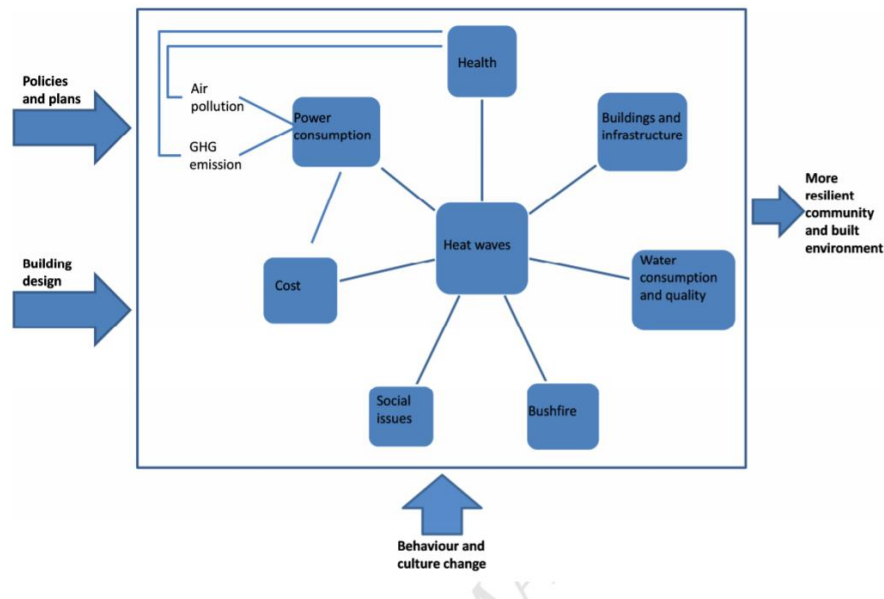 Policies
and plans
Building
design
Air
pollution
GHG
emission
Power
consumption
Health
Buildings and
infrastructure
Heat waves
Cost
Water
consumption
and quality
Social
issues
Bushfire
More
resilient
community
and built
environment
Behaviour and
culture change